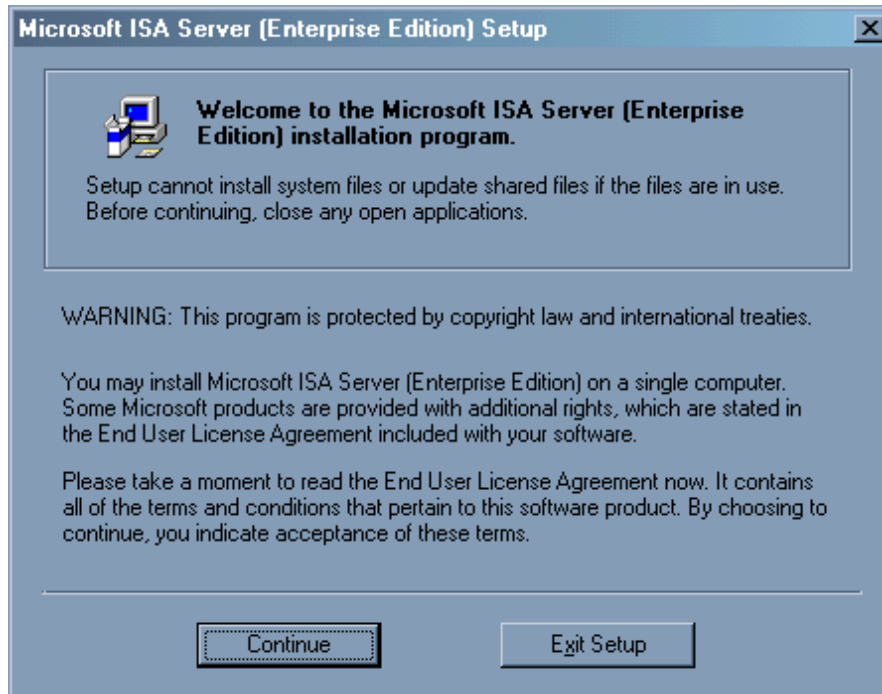 Microsoft ISA Server (Enterprise Edition) Setup
Welcome to the Microsoft ISA Server (Enterprise
Edition) installation program.
Setup cannot install system files or update shared files if the files are in use.
Before continuing, close any open applications.
WARNING: This program is protected by copyright law and international treaties.
You may install Microsoft ISA Server (Enterprise Edition) on a single computer.
Some Microsoft products are provided with additional rights, which are stated in
the End User License Agreement included with your software.
Please take a moment to read the End User License Agreement now. It contains
all of the terms and conditions that pertain to this software product. By choosing to
continue, you indicate acceptance of these terms.
Continue
Exit Setup